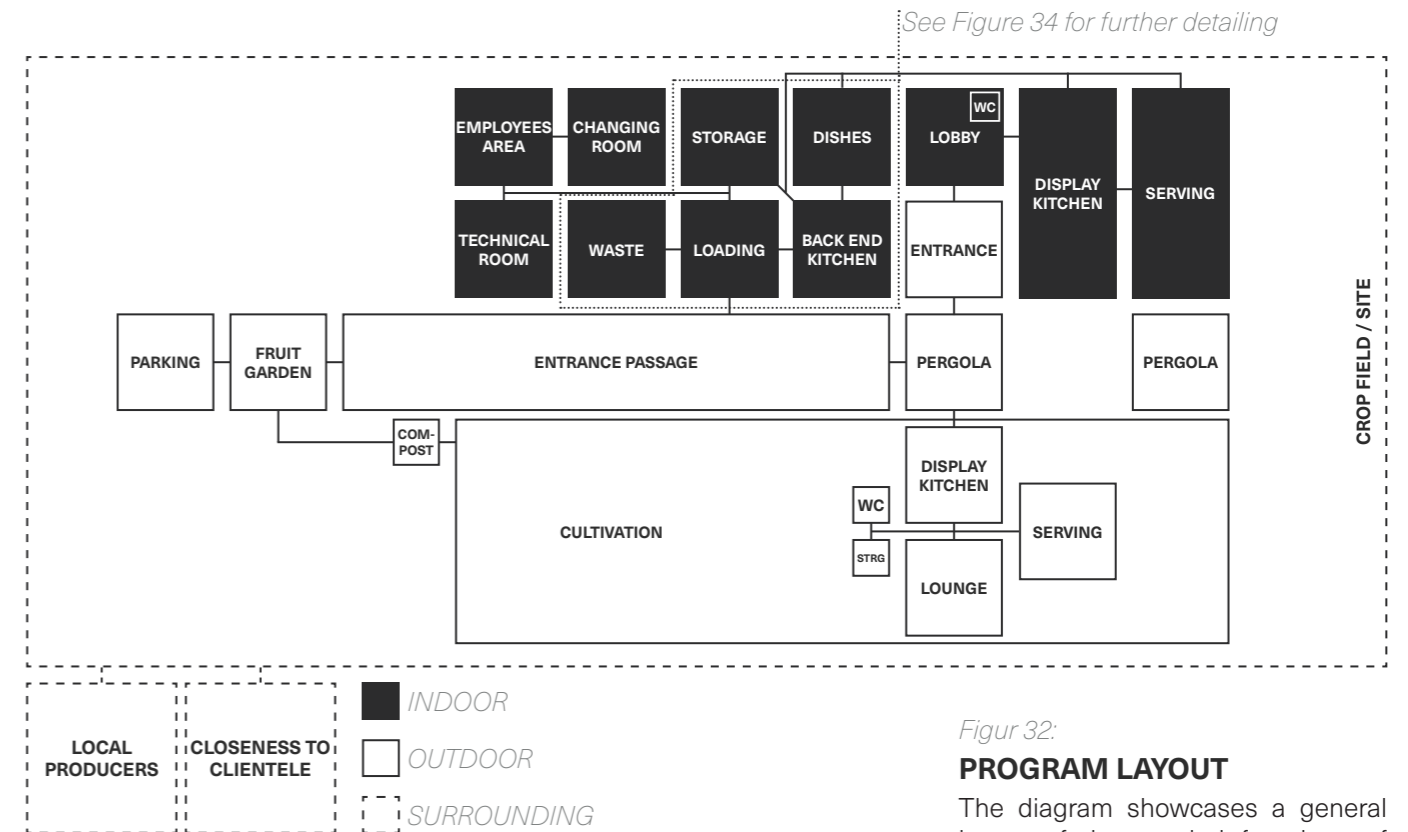 See Figure 34 for further detailing
EMPLOYEES
AREA
CHANGING
ROOM
STORAGE
DISHES
WC
LOBBY
DISPLAY
KITCHEN
SERVING
TECHNICAL
ROOM
WASTE
LOADING
BACK END
KITCHEN
ENTRANCE
PARKING
FRUIT
GARDEN
ENTRANCE PASSAGE
PERGOLA
PERGOLA
CROP FIELD / SITE
COM-
POST
CULTIVATION
DISPLAY
KITCHEN
WC
STRG
SERVING
LOUNGE
LOCAL
PRODUCERS
CLOSENESS TO
CLIENTELE
INDOOR
OUTDOOR
SURROUNDING
Figur 32:
PROGRAM LAYOUT
The diagram showcases a general